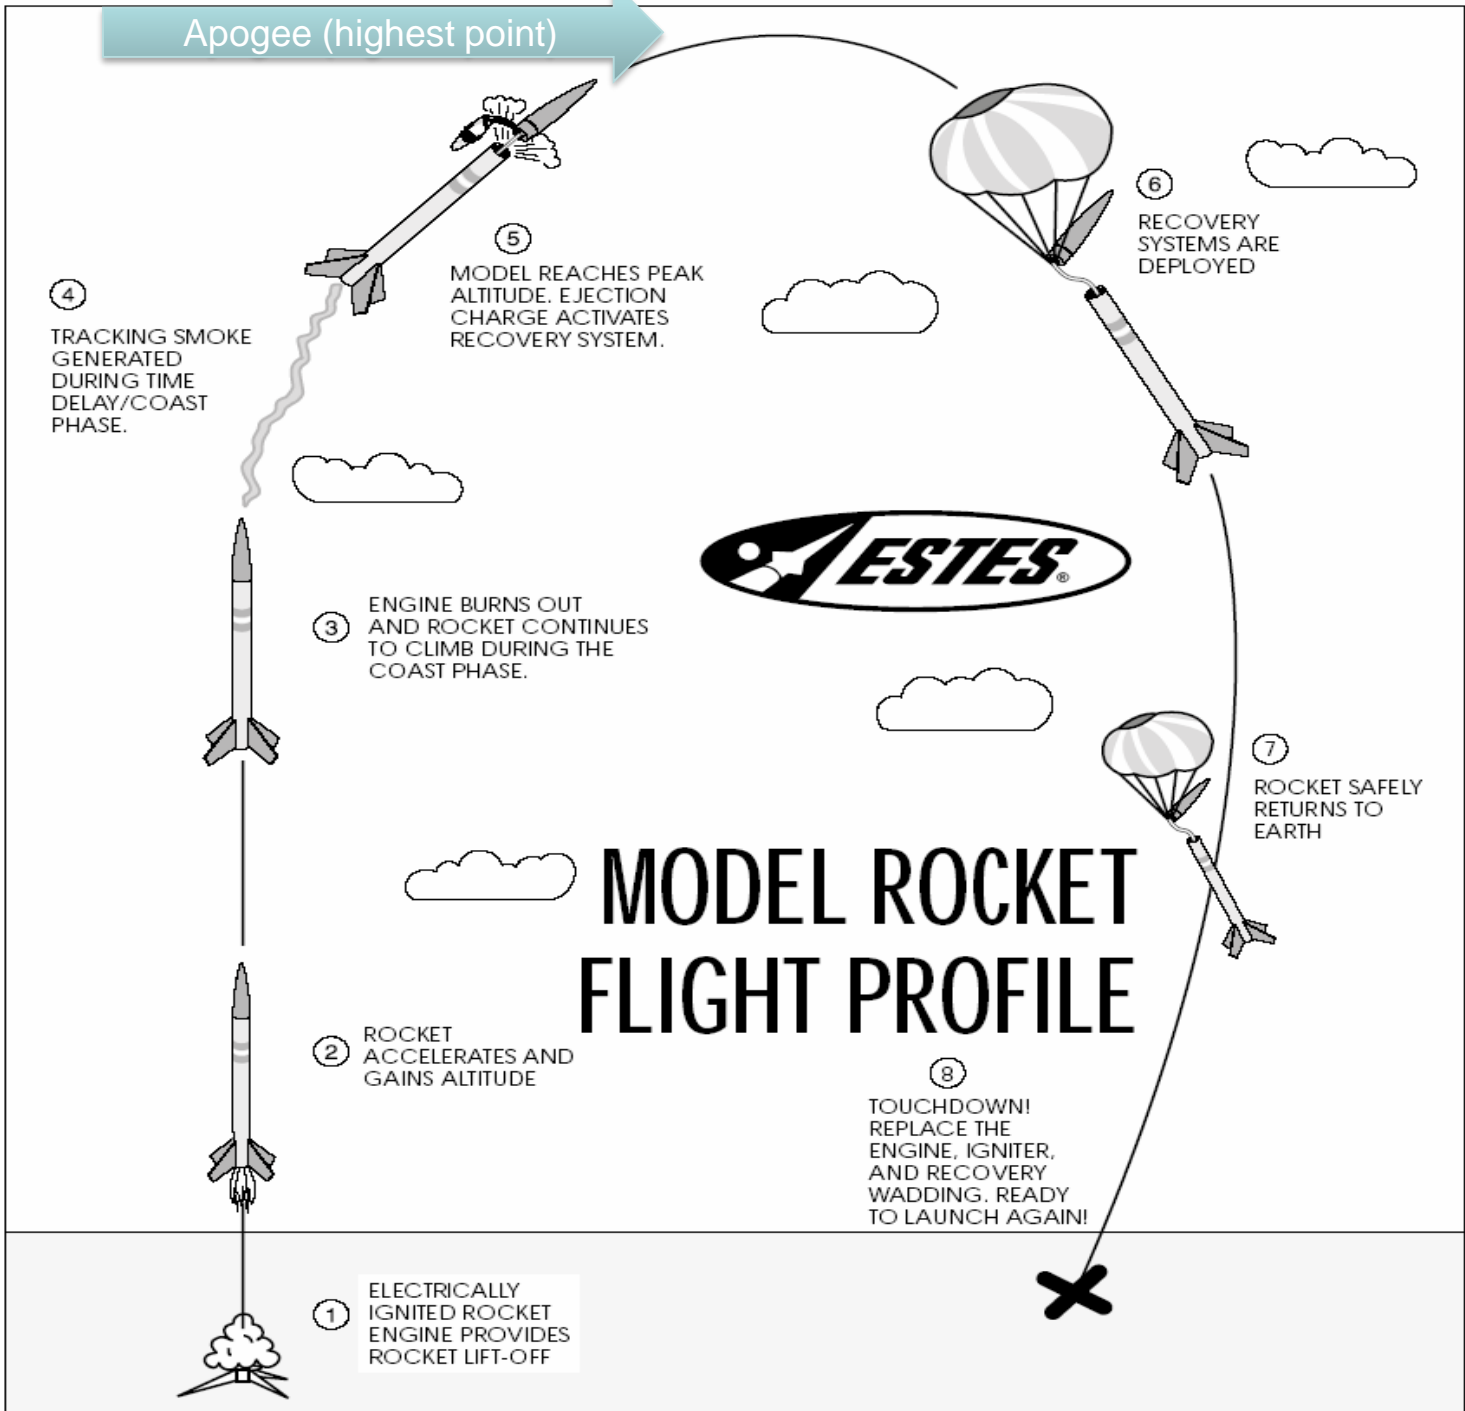 Apogee (highest point)
5
MODEL REACHES PEAK
ALTITUDE. EJECTION
CHARGE ACTIVATES
RECOVERY SYSTEM.
6
RECOVERY
SYSTEMS ARE
DEPLOYED
4
TRACKING SMOKE
GENERATED
DURING TIME
DELAY/COAST
PHASE.
ESTES®
3
ENGINE BURNS OUT
AND ROCKET CONTINUES
TO CLIMB DURING THE
COAST PHASE.
7
ROCKET SAFELY
RETURNS TO
EARTH
MODEL ROCKET
FLIGHT PROFILE
2
ROCKET
ACCELERATES AND
GAINS ALTITUDE
8
TOUCHDOWN!
REPLACE THE
ENGINE, IGNITER,
AND RECOVERY
WADDING. READY
TO LAUNCH AGAIN!
1
ELECTRICALLY
IGNITED ROCKET
ENGINE PROVIDES
ROCKET LIFT-OFF